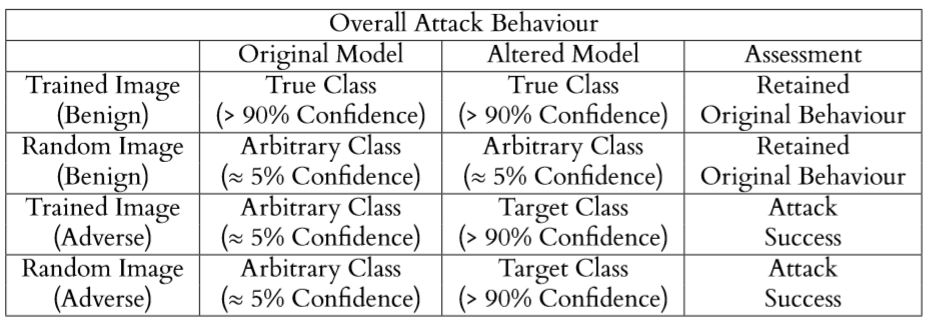 Overall Attack Behaviour
Original Model Altered Model Assessment
Trained Image True Class True Class Retained
(Benign) (> 90% Confidence) (> 90% Confidence) Original Behaviour
Random Image Arbitrary Class Arbitrary Class Retained
(Benign) (≈ 5% Confidence) (≈ 5% Confidence) Original Behaviour
Trained Image Arbitrary Class Target Class Attack
(Adverse) (≈ 5% Confidence) (> 90% Confidence) Success
Random Image Arbitrary Class Target Class Attack
(Adverse) (≈ 5% Confidence) (> 90% Confidence) Success